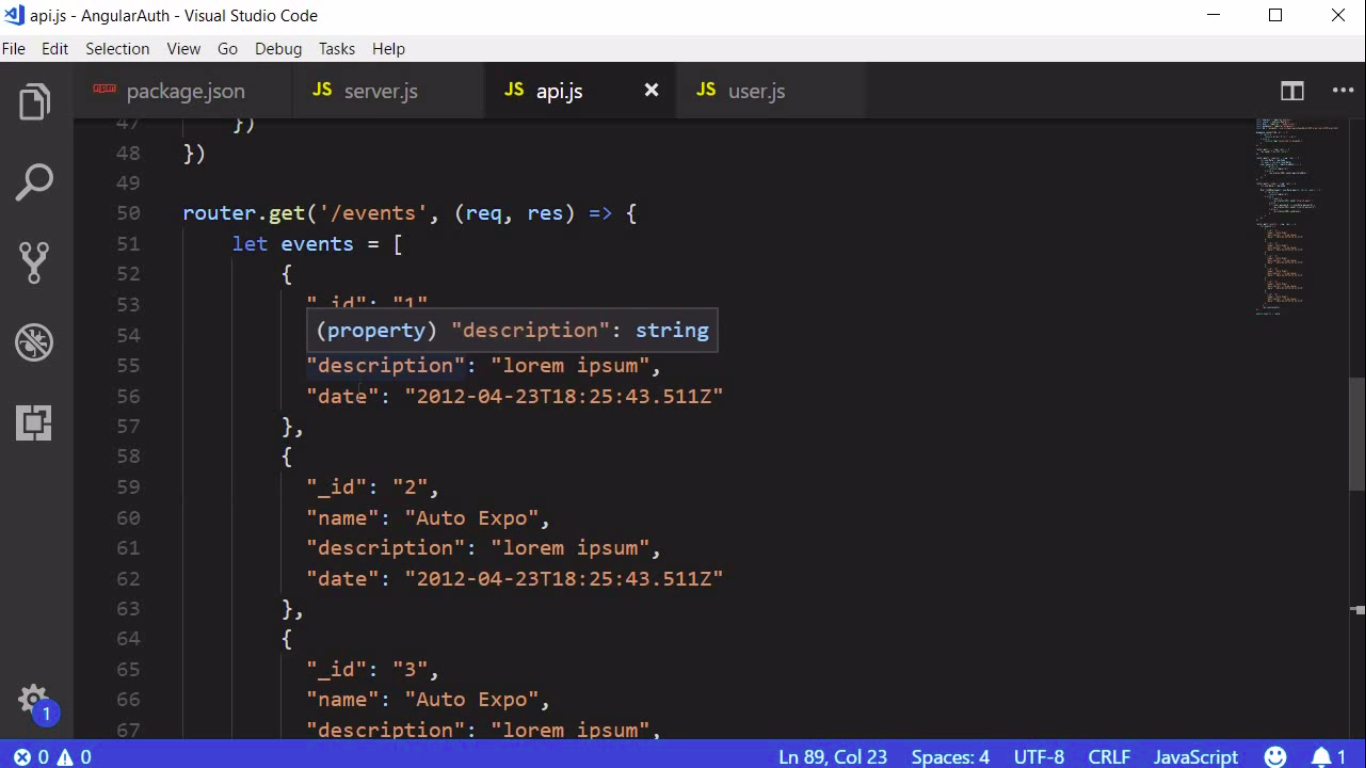 api.js - AngularAuth - Visual Studio Code
File Edit Selection View Go Debug Tasks Help
package.json JS server.js JS api.js JS user.js
47 })
48 })
49
50 router.get('/events', (req, res) => {
51 let events = [
52 {
53 "_id": "1"
54 (property) "description": string
55 "description": "lorem ipsum",
56 "date": "2012-04-23T18:25:43.511Z"
57 },
58 {
59 "_id": "2",
60 "name": "Auto Expo",
61 "description": "lorem ipsum",
62 "date": "2012-04-23T18:25:43.511Z"
63 },
64 {
65 "_id": "3",
66 "name": "Auto Expo",
67 "description": "lorem ipsum",
1
0 0 Ln 89, Col 23 Spaces: 4 UTF-8 CRLF JavaScript 1